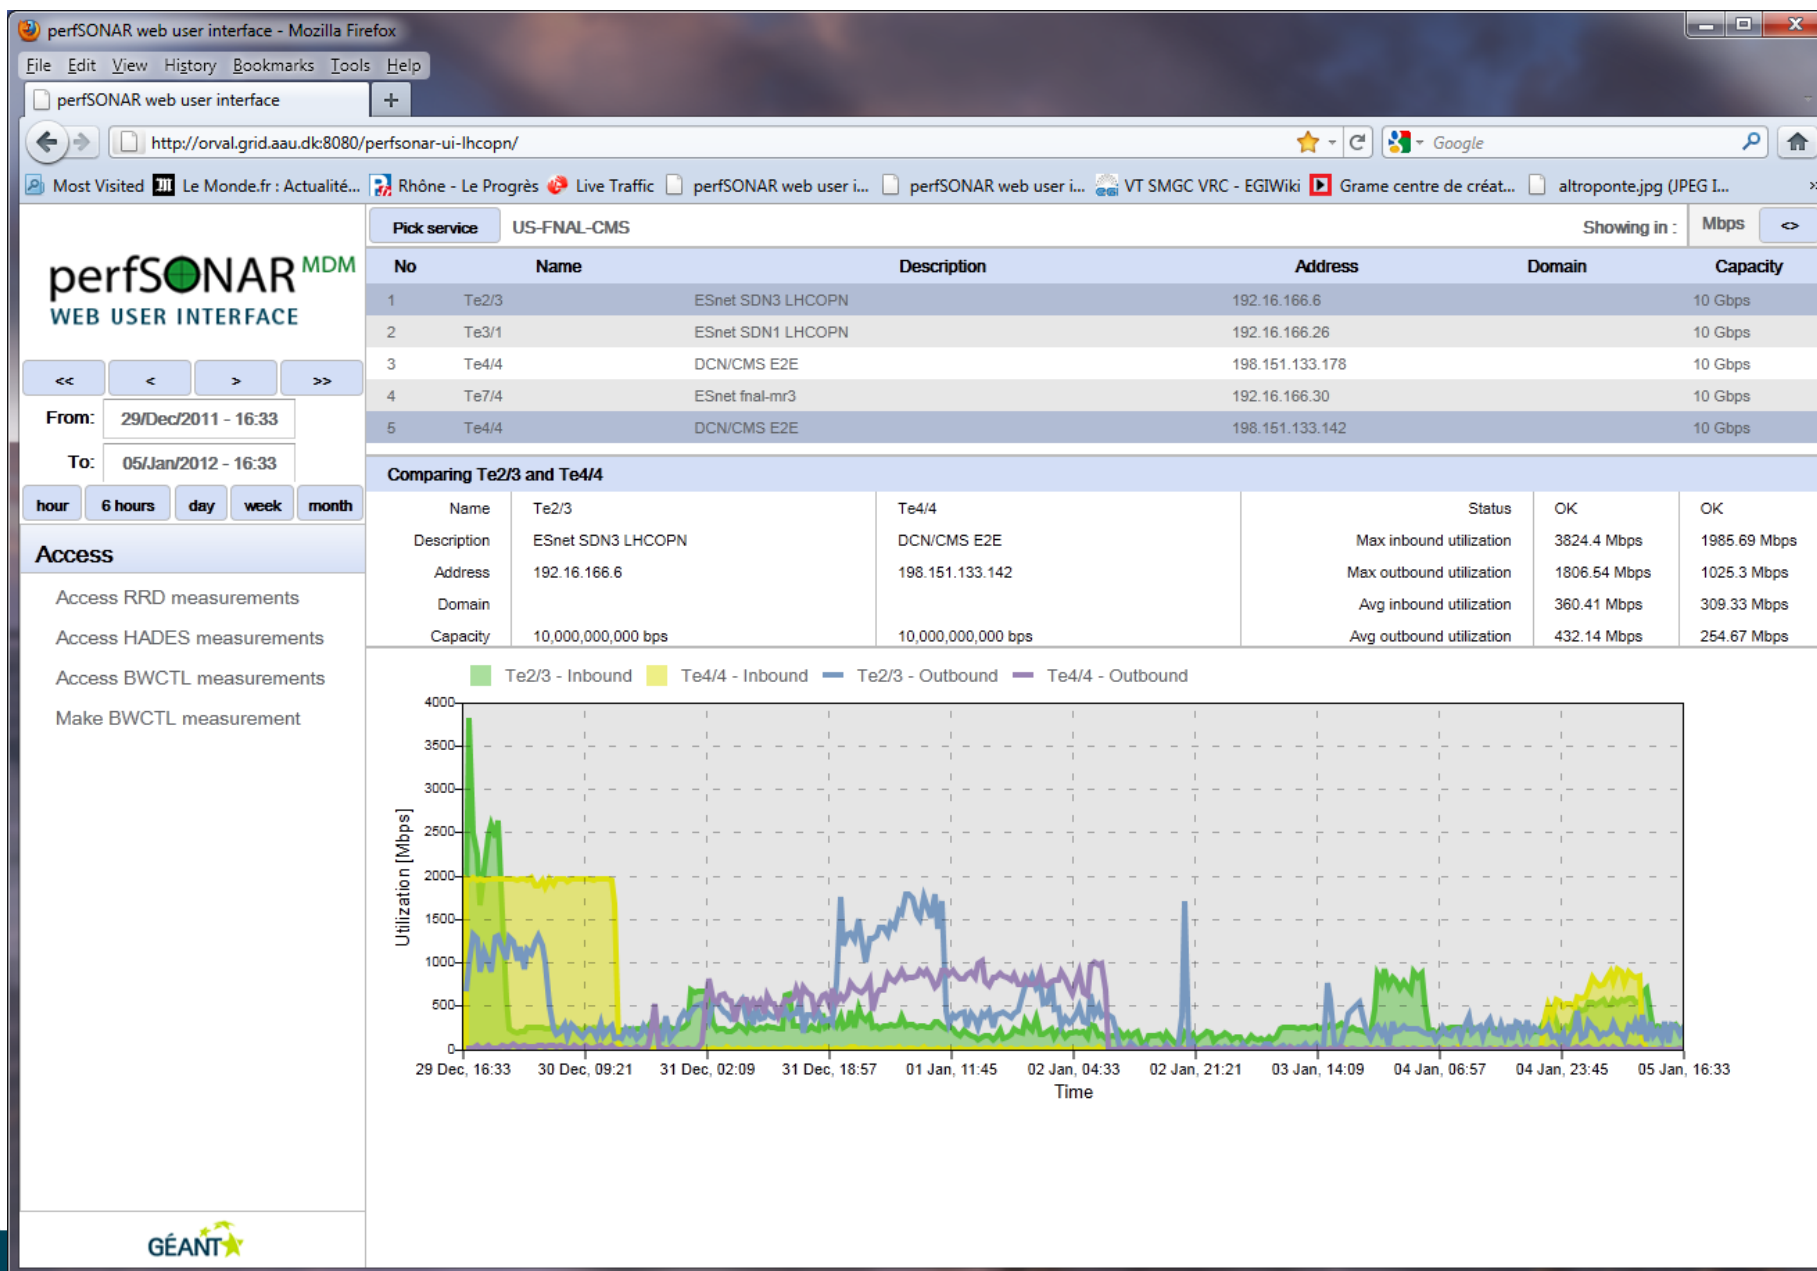 perfSONAR web user interface - Mozilla Firefox
File Edit View History Bookmarks Tools Help
perfSONAR web user interface +
http://orval.grid.aau.dk:8080/perfsonar-ui-lhcopn/ Google
Most Visited Le Monde.fr : Actualité... Rhône - Le Progrès Live Traffic perfSONAR web user i... perfSONAR web user i... VT SMGC VRC - EGIWiki Grame centre de créat... altroponte.jpg (JPEG I... »
perfSONAR MDM
WEB USER INTERFACE
<< < > >>
From: 29/Dec/2011 - 16:33
To: 05/Jan/2012 - 16:33
hour 6 hours day week month
Access
Access RRD measurements
Access HADES measurements
Access BWCTL measurements
Make BWCTL measurement
GÉANT
Pick service US-FNAL-CMS Showing in : Mbps <>
No Name Description Address Domain Capacity
1 Te2/3 ESnet SDN3 LHCOPN 192.16.166.6 10 Gbps
2 Te3/1 ESnet SDN1 LHCOPN 192.16.166.26 10 Gbps
3 Te4/4 DCN/CMS E2E 198.151.133.178 10 Gbps
4 Te7/4 ESnet fnal-mr3 192.16.166.30 10 Gbps
5 Te4/4 DCN/CMS E2E 198.151.133.142 10 Gbps
Comparing Te2/3 and Te4/4
Name Te2/3 Te4/4 Status OK OK
Description ESnet SDN3 LHCOPN DCN/CMS E2E Max inbound utilization 3824.4 Mbps 1985.69 Mbps
Address 192.16.166.6 198.151.133.142 Max outbound utilization 1806.54 Mbps 1025.3 Mbps
Domain Avg inbound utilization 360.41 Mbps 309.33 Mbps
Capacity 10,000,000,000 bps 10,000,000,000 bps Avg outbound utilization 432.14 Mbps 254.67 Mbps
Te2/3 - Inbound Te4/4 - Inbound Te2/3 - Outbound Te4/4 - Outbound
Utilization [Mbps]
4000
3500
3000
2500
2000
1500
1000
500
0
29 Dec, 16:33 30 Dec, 09:21 31 Dec, 02:09 31 Dec, 18:57 01 Jan, 11:45 02 Jan, 04:33 02 Jan, 21:21 03 Jan, 14:09 04 Jan, 06:57 04 Jan, 23:45 05 Jan, 16:33
Time